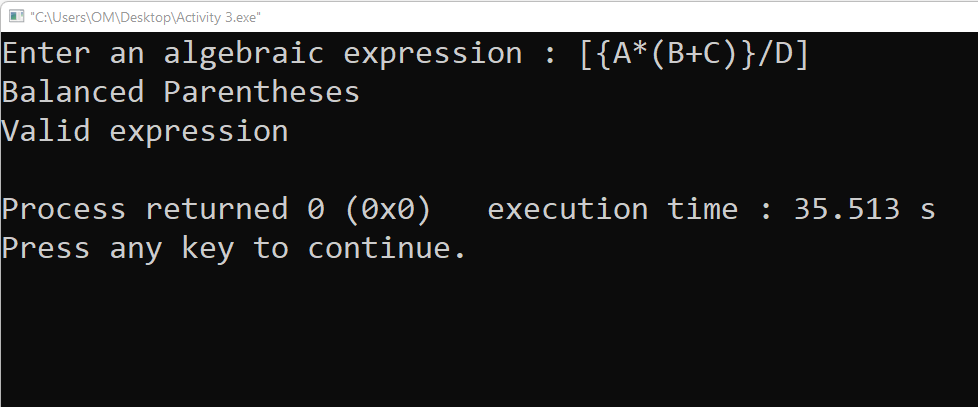 "C:\Users\OM\Desktop\Activity 3.exe"
Enter an algebraic expression : [{A*(B+C)}/D]
Balanced Parentheses
Valid expression
Process returned 0 (0x0)   execution time : 35.513 s
Press any key to continue.